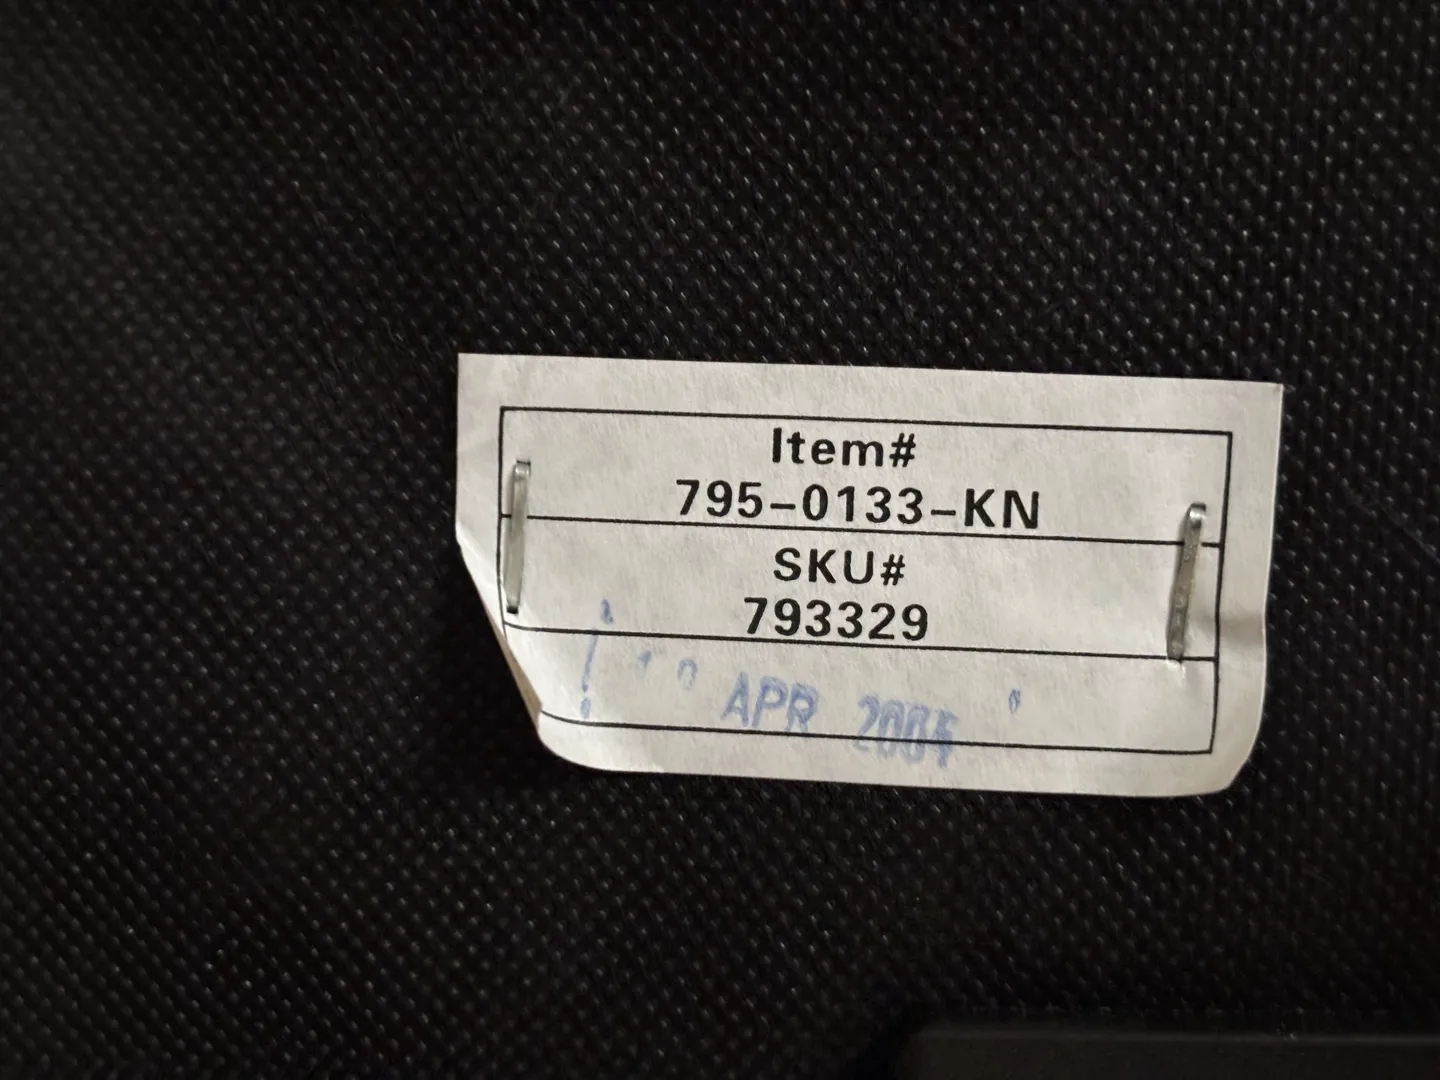 Item#
795-0133-KN
SKU#
793329
APR